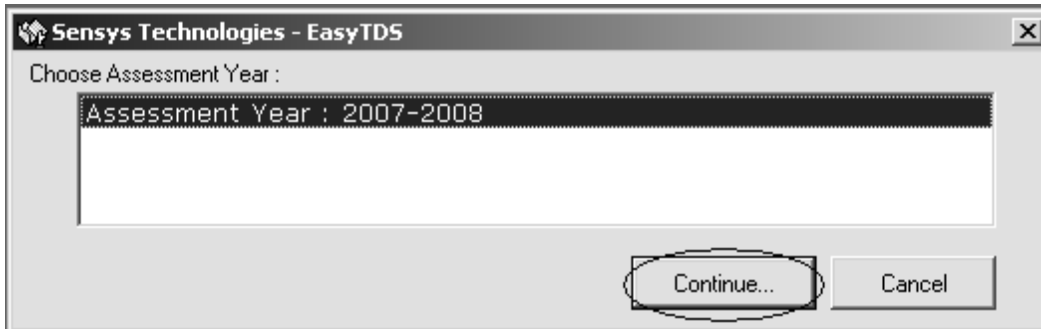 Sensys Technologies - EasyTDS
Choose Assessment Year :
Assessment Year : 2007-2008
Continue... Cancel